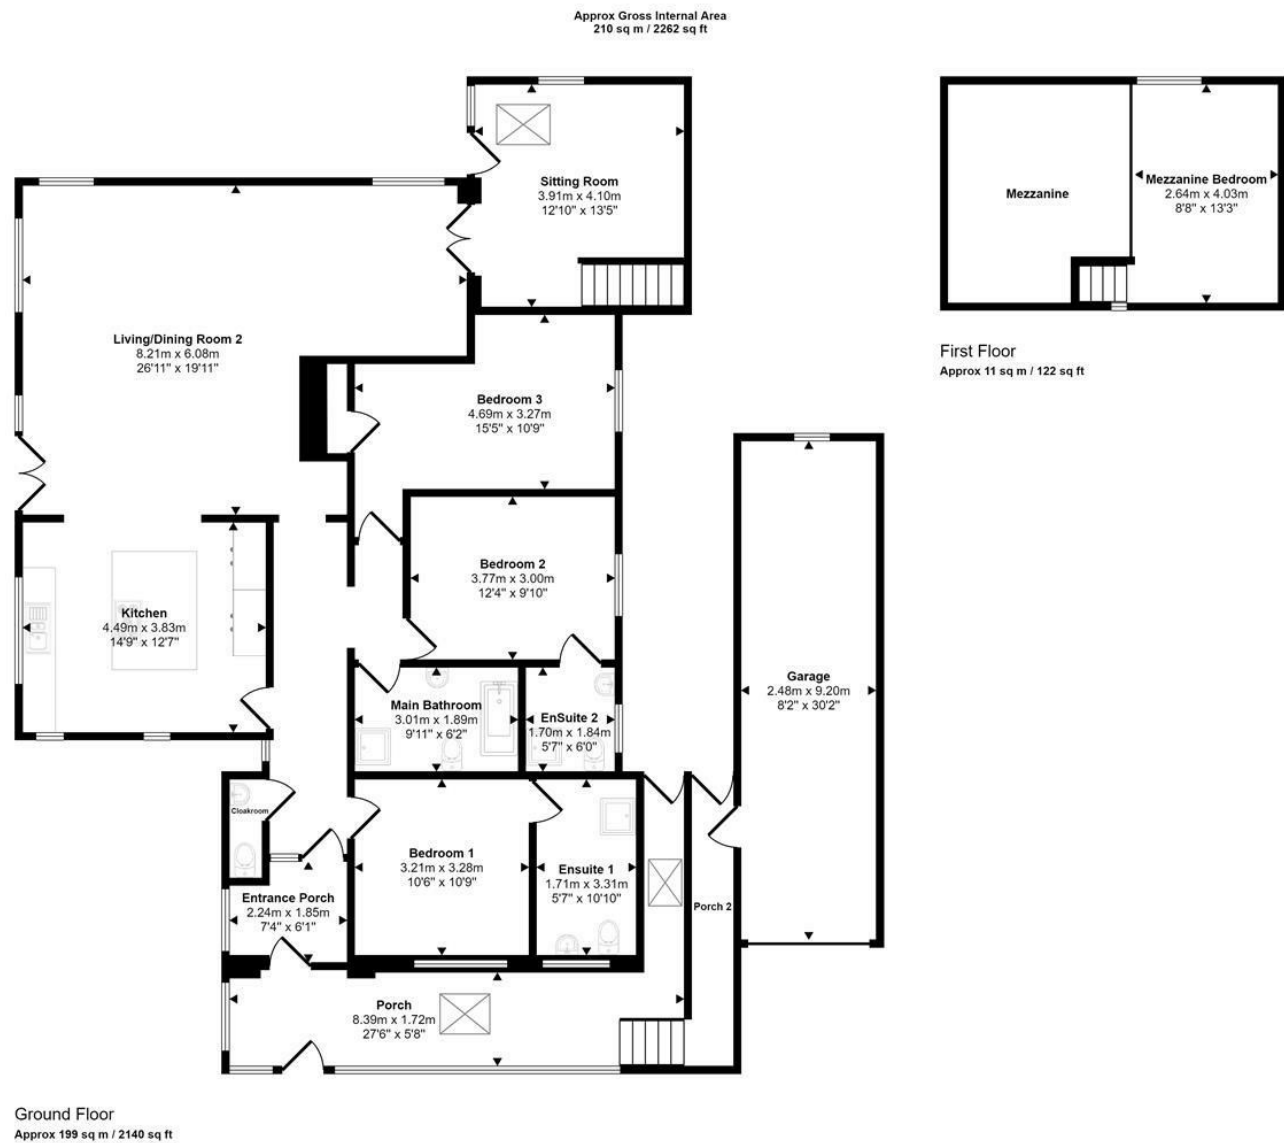 Approx Gross Internal Area
210 sq m / 2262 sq ft
Sitting Room
3.91m x 4.10m
12'10" x 13'5"
Mezzanine
Mezzanine Bedroom
2.64m x 4.03m
8'8" x 13'3"
First Floor
Approx 11 sq m / 122 sq ft
Living/Dining Room 2
8.21m x 6.08m
26'11" x 19'11"
Bedroom 3
4.69m x 3.27m
15'5" x 10'9"
Bedroom 2
3.77m x 3.00m
12'4" x 9'10"
Kitchen
4.49m x 3.83m
14'9" x 12'7"
Garage
2.48m x 9.20m
8'2" x 30'2"
Main Bathroom
3.01m x 1.89m
9'11" x 6'2"
EnSuite 2
1.70m x 1.84m
5'7" x 6'0"
Cloakroom
Bedroom 1
3.21m x 3.28m
10'6" x 10'9"
Ensuite 1
1.71m x 3.31m
5'7" x 10'10"
Entrance Porch
2.24m x 1.85m
7'4" x 6'1"
Porch 2
Porch
8.39m x 1.72m
27'6" x 5'8"
Ground Floor
Approx 199 sq m / 2140 sq ft